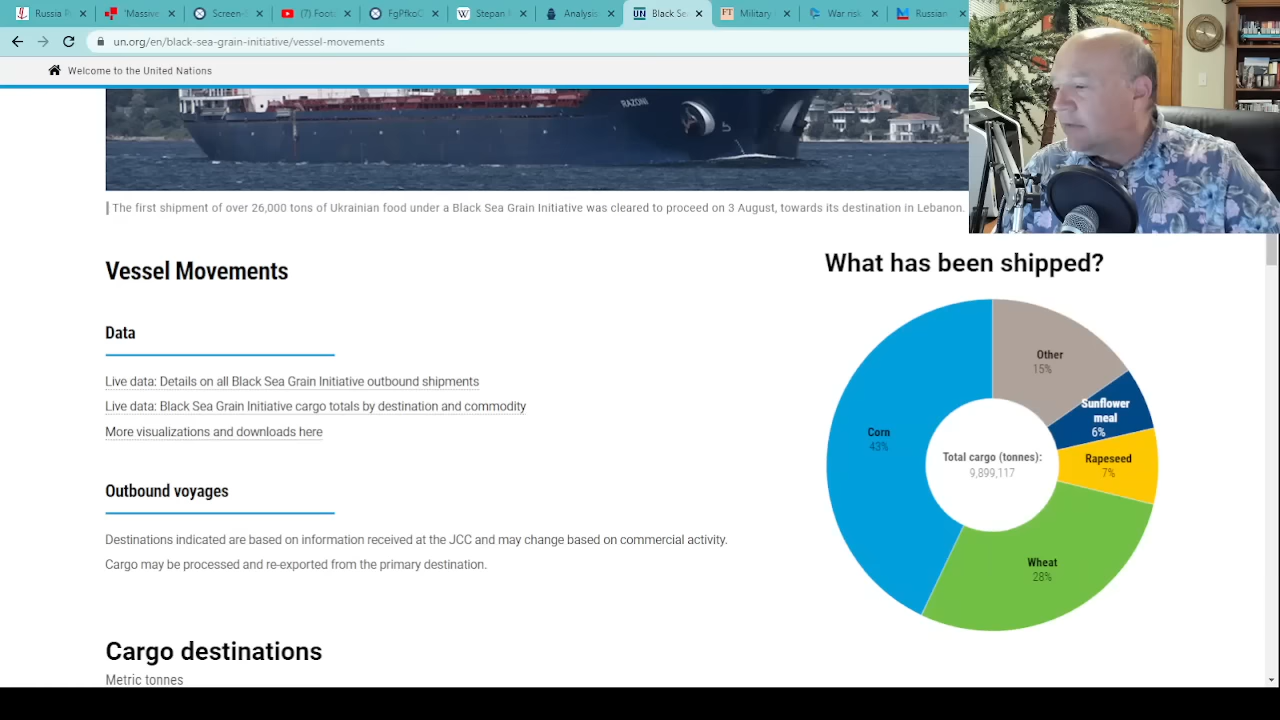 Russia P
"Massive
Screen-S
(7) Foot
FgPfkoC
Stepan
Analysis
Black Se
Military
War risk
Russian
un.org/en/black-sea-grain-initiative/vessel-movements
Welcome to the United Nations
RAZONI
The first shipment of over 26,000 tons of Ukrainian food under a Black Sea Grain Initiative was cleared to proceed on 3 August, towards its destination in Lebanon.
Vessel Movements
What has been shipped?
Data
Live data: Details on all Black Sea Grain Initiative outbound shipments
Live data: Black Sea Grain Initiative cargo totals by destination and commodity
More visualizations and downloads here
Outbound voyages
Destinations indicated are based on information received at the JCC and may change based on commercial activity.
Cargo may be processed and re-exported from the primary destination.
Other
15%
Sunflower
meal
6%
Corn
43%
Total cargo (tonnes):
9,899,117
Rapeseed
7%
Wheat
28%
Cargo destinations
Metric tonnes